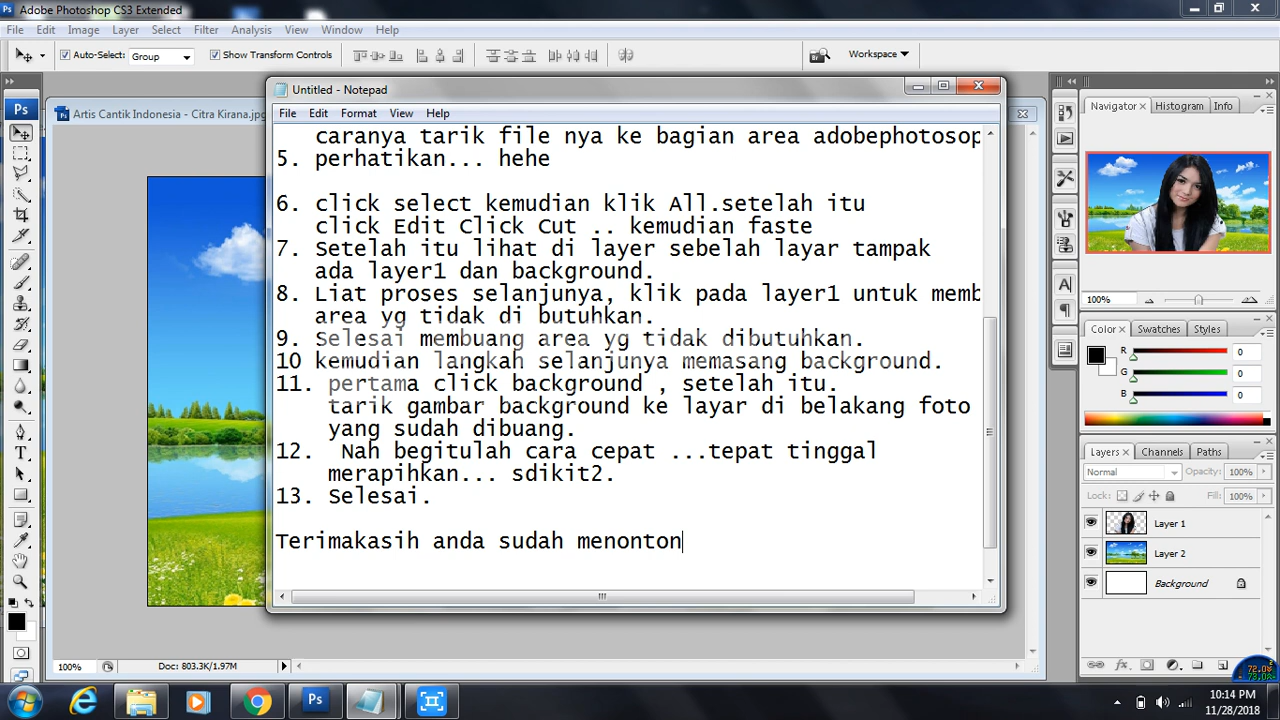 Adobe Photoshop CS3 Extended
File Edit Image Layer Select Filter Analysis View Window Help
Auto-Select: Group Show Transform Controls Workspace
Artis Cantik Indonesia - Citra Kirana.jpg
Untitled - Notepad
File Edit Format View Help
caranya tarik file nya ke bagian area adobephotosop
5. perhatikan... hehe
6. click select kemudian klik All.setelah itu
click Edit Click Cut .. kemudian faste
7. Setelah itu lihat di layer sebelah layar tampak
ada layer1 dan background.
8. Liat proses selanjunya, klik pada layer1 untuk memb
area yg tidak di butuhkan.
9. Selesai membuang area yg tidak dibutuhkan.
10 kemudian langkah selanjunya memasang background.
11. pertama click background , setelah itu.
tarik gambar background ke layar di belakang foto
yang sudah dibuang.
12. Nah begitulah cara cepat ...tepat tinggal
merapihkan... sdikit2.
13. Selesai.
Terimakasih anda sudah menonton
Navigator Histogram Info
100%
Color Swatches Styles
R 0
G 0
B 0
Layers Channels Paths
Normal Opacity: 100%
Lock: Fill: 100%
Layer 1
Layer 2
Background
100% Doc: 803.3K/1.97M
10:14 PM
11/28/2018